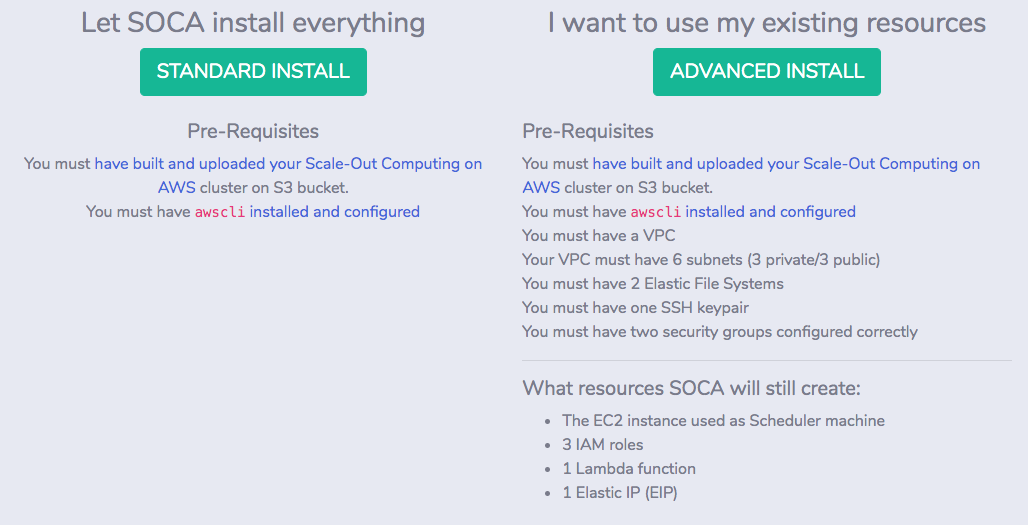 Let SOCA install everything
STANDARD INSTALL
Pre-Requisites
You must have built and uploaded your Scale-Out Computing on
AWS cluster on S3 bucket.
You must have awscli installed and configured
I want to use my existing resources
ADVANCED INSTALL
Pre-Requisites
You must have built and uploaded your Scale-Out Computing on
AWS cluster on S3 bucket.
You must have awscli installed and configured
You must have a VPC
Your VPC must have 6 subnets (3 private/3 public)
You must have 2 Elastic File Systems
You must have one SSH keypair
You must have two security groups configured correctly
What resources SOCA will still create:
• The EC2 instance used as Scheduler machine
• 3 IAM roles
• 1 Lambda function
• 1 Elastic IP (EIP)